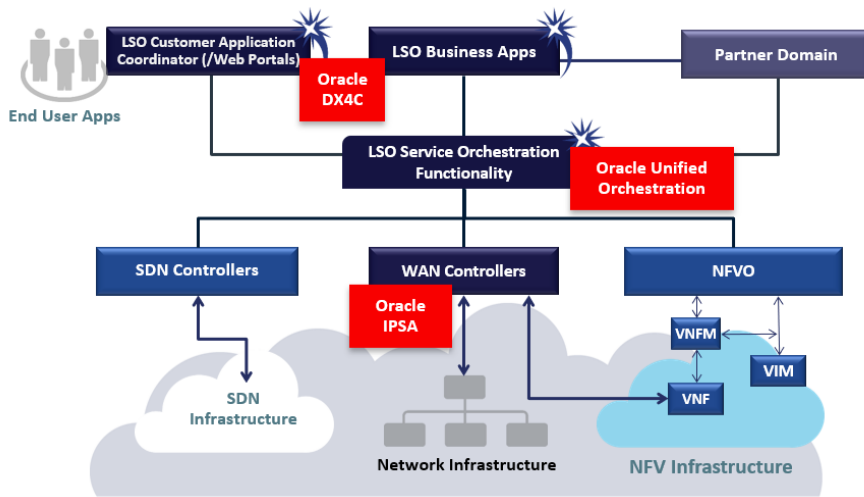 LSO Customer Application
Coordinator (/Web Portals)
LSO Business Apps
Partner Domain
Oracle
DX4C
End User Apps
LSO Service Orchestration
Functionality
Oracle Unified
Orchestration
SDN Controllers
WAN Controllers
NFVO
Oracle
IPSA
VNFM
VIM
VNF
SDN
Infrastructure
Network Infrastructure
NFV Infrastructure